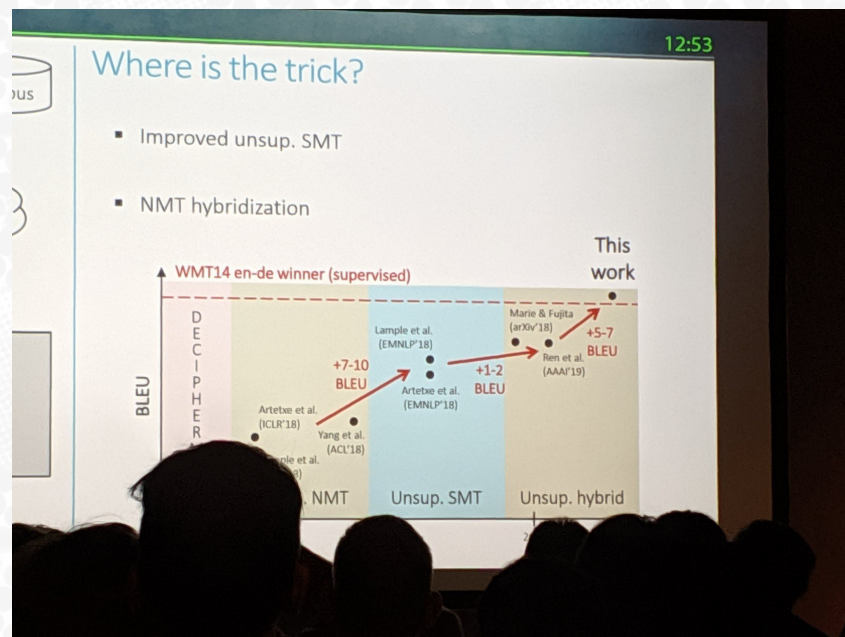 12:53
Where is the trick?
▪ Improved unsup. SMT
▪ NMT hybridization
This
work
WMT14 en-de winner (supervised)
BLEU
D
E
C
I
P
H
E
R
Artetxe et al.
(ICLR'18)
+7-10
BLEU
Yang et al.
(ACL'18)
et al.
Lample et al.
(EMNLP'18)
Artetxe et al.
(EMNLP'18)
+1-2
BLEU
Marie & Fujita
(arXiv'18)
Ren et al.
(AAAI'19)
+5-7
BLEU
NMT
Unsup. SMT
Unsup. hybrid